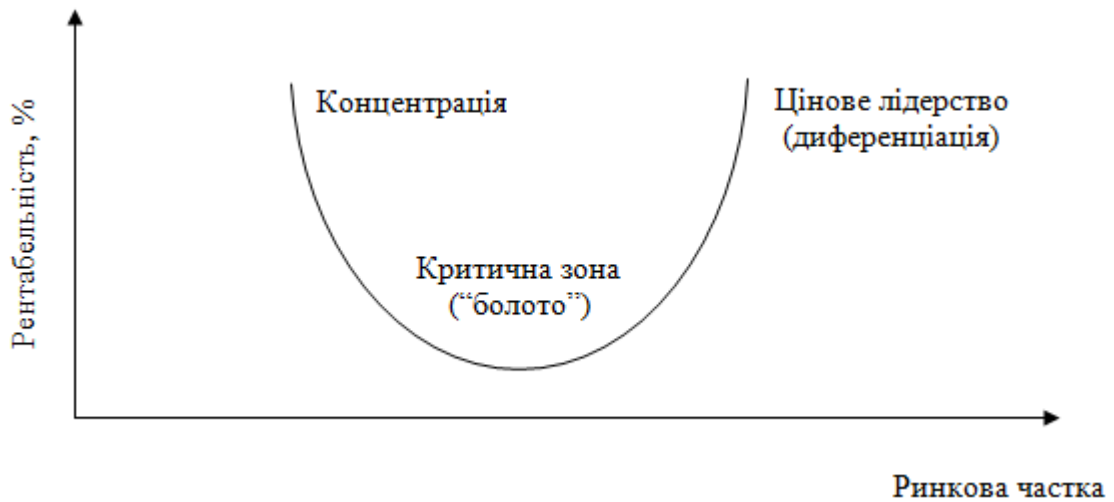 Рентабельність, %
Концентрація
Цінове лідерство
(диференціація)
Критична зона
(“болото”)
Ринкова частка